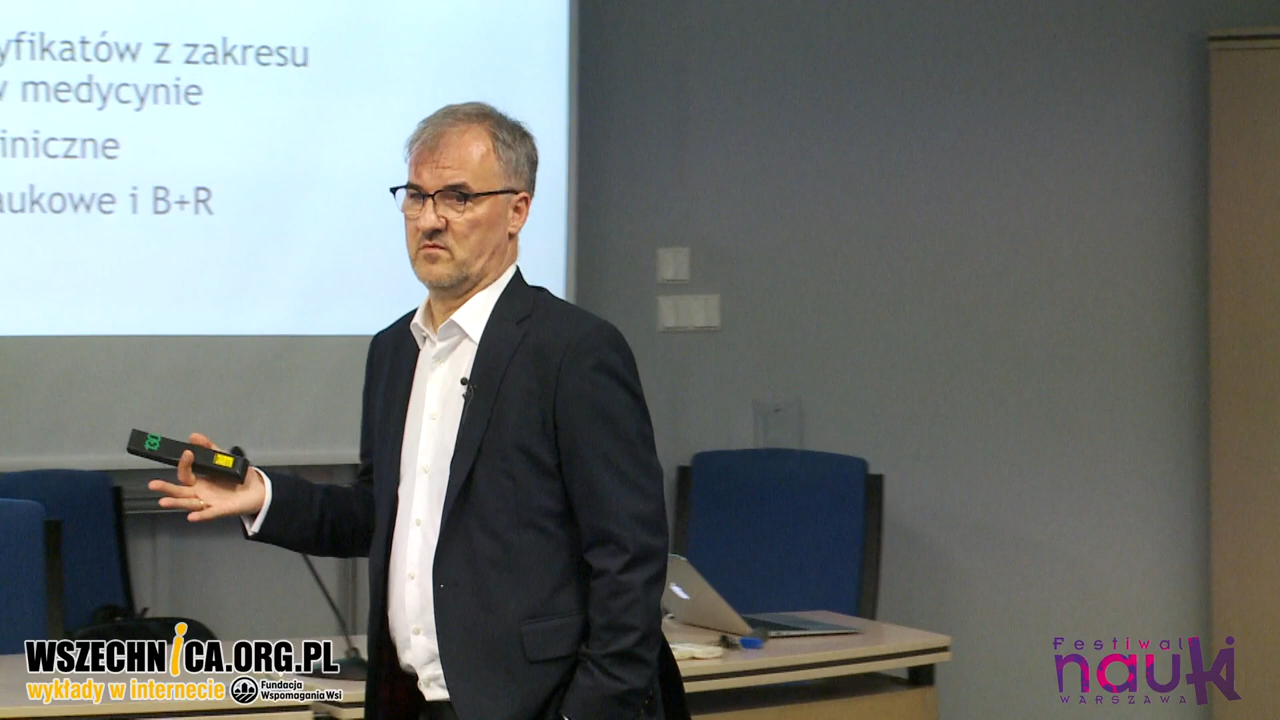 yfikatów z zakresu
w medycynie
iniczne
aukowe i B+R
WSZECHNICA.ORG.PL
wykłady w internecie
Fundacja
Wspomagania Wsi
Festiwal
nauki
WARSZAWA